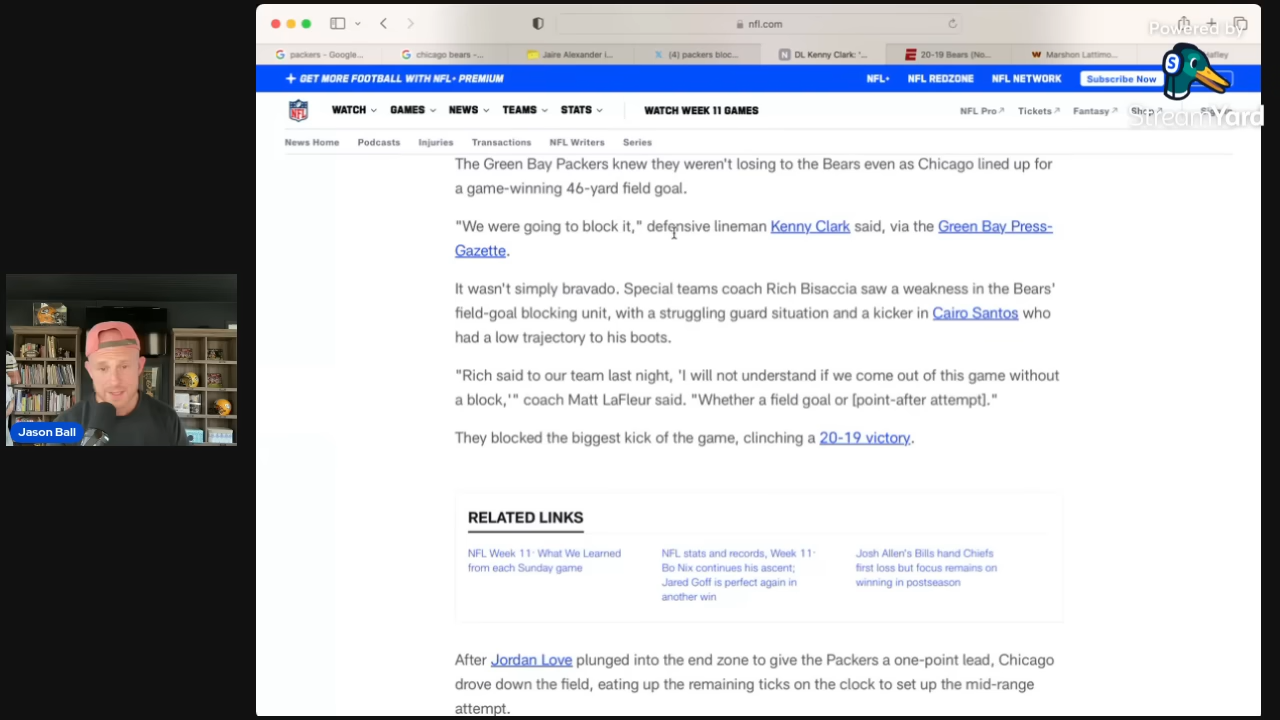 nfl.com
Powered by
packers - Google...
chicago bears -...
Jaire Alexander i...
(4) packers bloc...
DL Kenny Clark: '...
20-19 Bears (No...
Marshon Lattimo...
StreamYard
GET MORE FOOTBALL WITH NFL+ PREMIUM
NFL+
NFL REDZONE
NFL NETWORK
Subscribe Now
WATCH
GAMES
NEWS
TEAMS
STATS
WATCH WEEK 11 GAMES
NFL Pro
Tickets
Fantasy
Shop
News Home
Podcasts
Injuries
Transactions
NFL Writers
Series
The Green Bay Packers knew they weren't losing to the Bears even as Chicago lined up for
a game-winning 46-yard field goal.
"We were going to block it," defensive lineman Kenny Clark said, via the Green Bay Press-
Gazette.
It wasn't simply bravado. Special teams coach Rich Bisaccia saw a weakness in the Bears'
field-goal blocking unit, with a struggling guard situation and a kicker in Cairo Santos who
had a low trajectory to his boots.
"Rich said to our team last night, 'I will not understand if we come out of this game without
a block,'" coach Matt LaFleur said. "Whether a field goal or [point-after attempt]."
They blocked the biggest kick of the game, clinching a 20-19 victory.
RELATED LINKS
NFL Week 11: What We Learned
from each Sunday game
NFL stats and records, Week 11:
Bo Nix continues his ascent;
Jared Goff is perfect again in
another win
Josh Allen's Bills hand Chiefs
first loss but focus remains on
winning in postseason
After Jordan Love plunged into the end zone to give the Packers a one-point lead, Chicago
drove down the field, eating up the remaining ticks on the clock to set up the mid-range
attempt.
Jason Ball